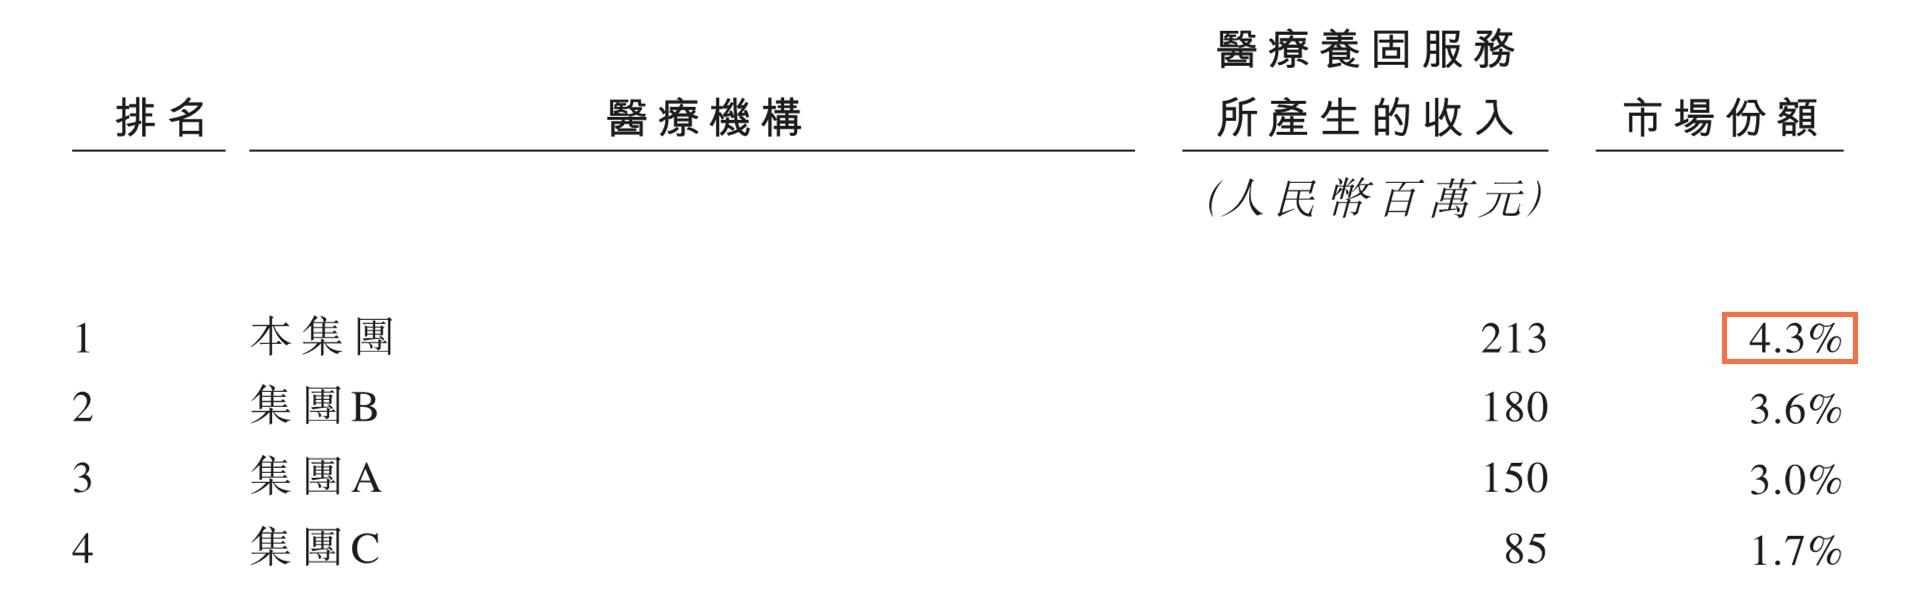 醫療養固服務
排名 醫療機構 所產生的收入 市場份額
(人民幣百萬元)
1 本集團 213 4.3%
2 集團B 180 3.6%
3 集團A 150 3.0%
4 集團C 85 1.7%